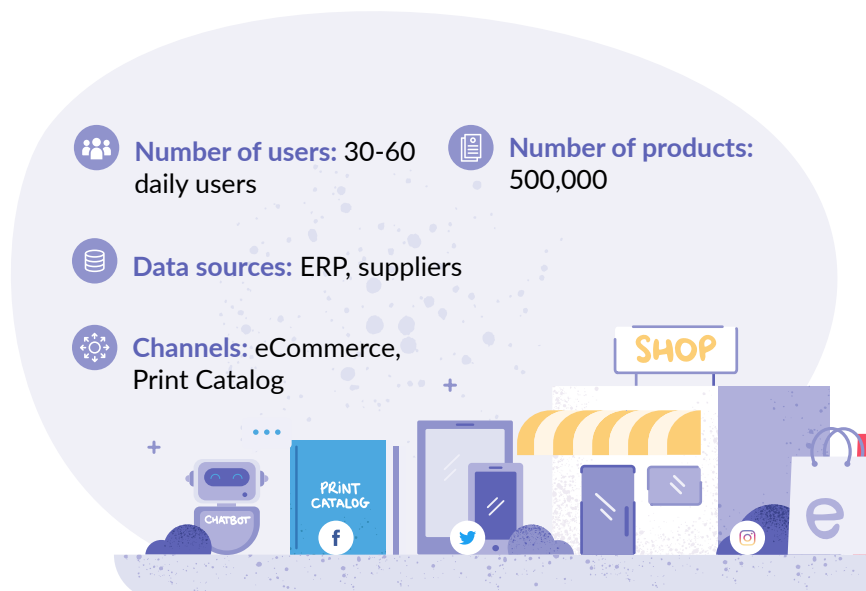 Number of users: 30-60
daily users
Number of products:
500,000
Data sources: ERP, suppliers
Channels: eCommerce,
Print Catalog
SHOP
PRINT
CATALOG
CHATBOT
f
e